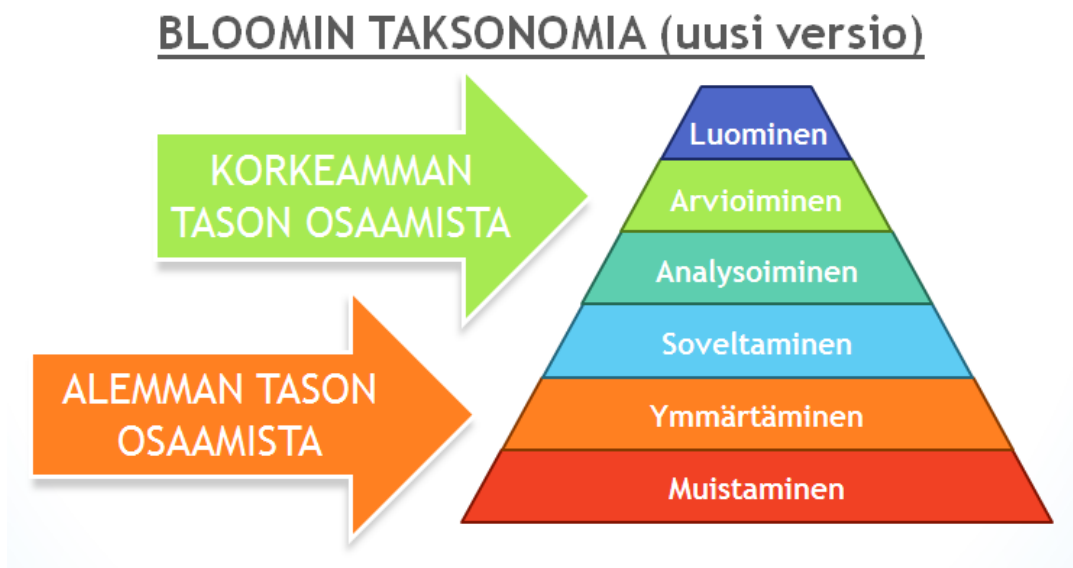 BLOOMIN TAKSONOMIA (uusi versio)
KORKEAMMAN
TASON OSAAMISTA
ALEMMAN TASON
OSAAMISTA
Luominen
Arvioiminen
Analysoiminen
Soveltaminen
Ymmärtäminen
Muistaminen